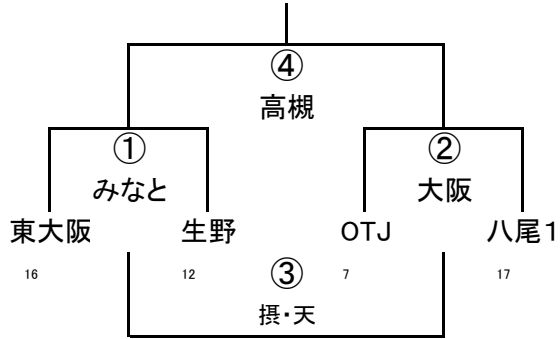 ④
高槻
① ②
みなと 大阪
東大阪 生野 OTJ 八尾1
16 12 ③ 7 17
摂・天